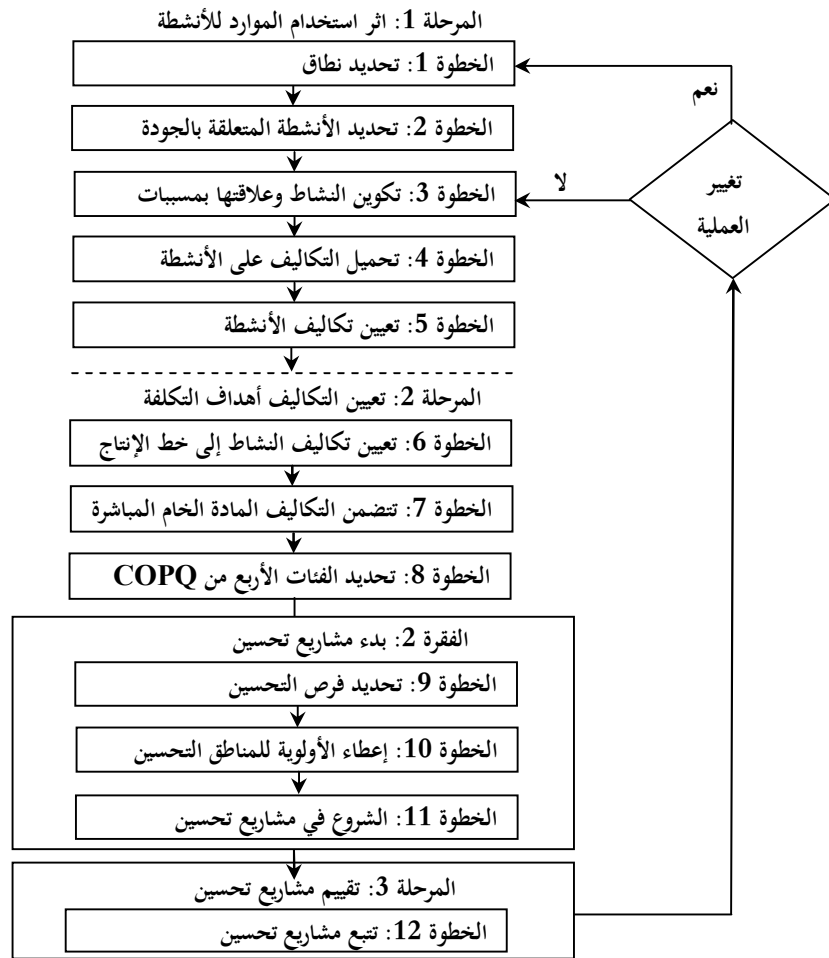 المرحلة 1: اثر استخدام الموارد للأنشطة
الخطوة 1: تحديد نطاق
نعم
الخطوة 2: تحديد الأنشطة المتعلقة بالجودة
تغيير
العملية
لا
الخطوة 3: تكوين النشاط وعلاقتها بمسببات
الخطوة 4: تحميل التكاليف على الأنشطة
الخطوة 5: تعيين تكاليف الأنشطة
المرحلة 2: تعيين التكاليف أهداف التكلفة
الخطوة 6: تعيين تكاليف النشاط إلى خط الإنتاج
الخطوة 7: تتضمن التكاليف المادة الخام المباشرة
الخطوة 8: تحديد الفئات الأربع من COPQ
الفقرة 2: بدء مشاريع تحسين
الخطوة 9: تحديد فرص التحسين
الخطوة 10: إعطاء الأولوية للمناطق التحسين
الخطوة 11: الشروع في مشاريع تحسين
المرحلة 3: تقييم مشاريع تحسين
الخطوة 12: تتبع مشاريع تحسين